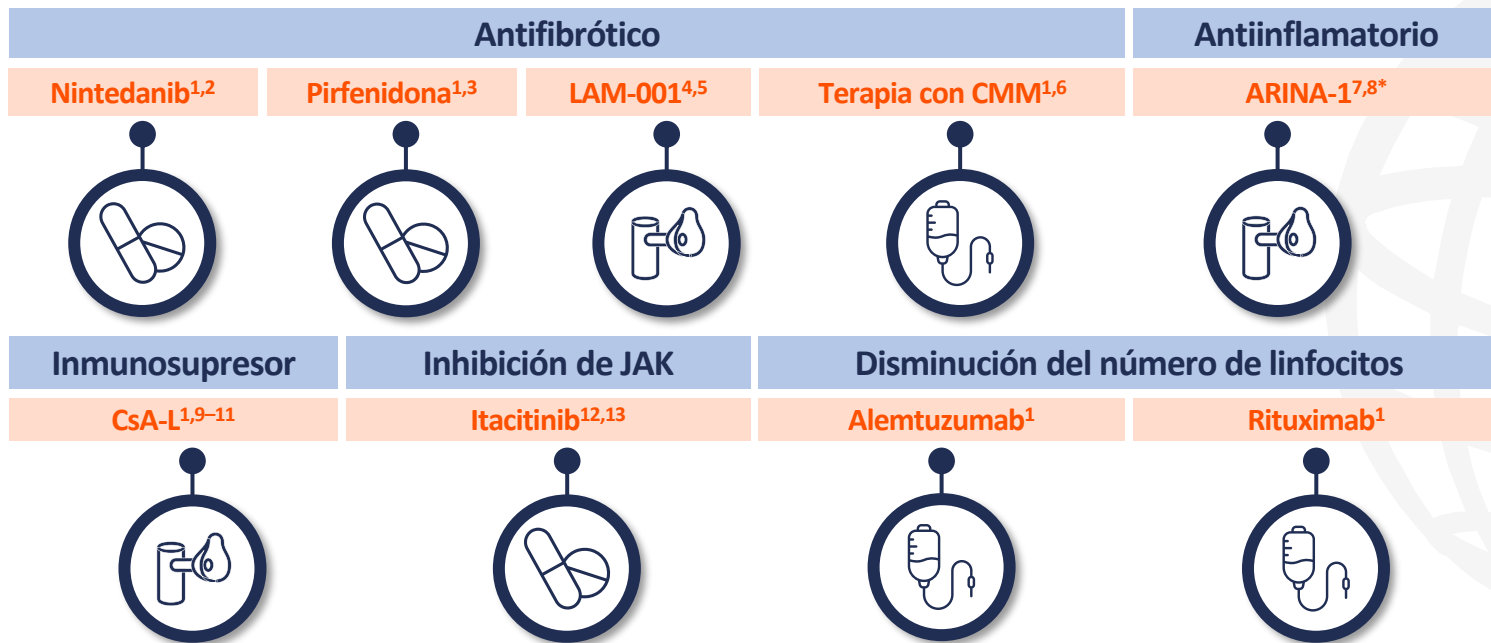 Antifibrótico
Antiinflamatorio
Nintedanib1,2
Pirfenidona1,3
LAM-0014,5
Terapia con CMM1,6
ARINA-17,8*
Inmunosupresor
Inhibición de JAK
Disminución del número de linfocitos
CsA-L1,9–11
Itacitinib12,13
Alemtuzumab1
Rituximab1